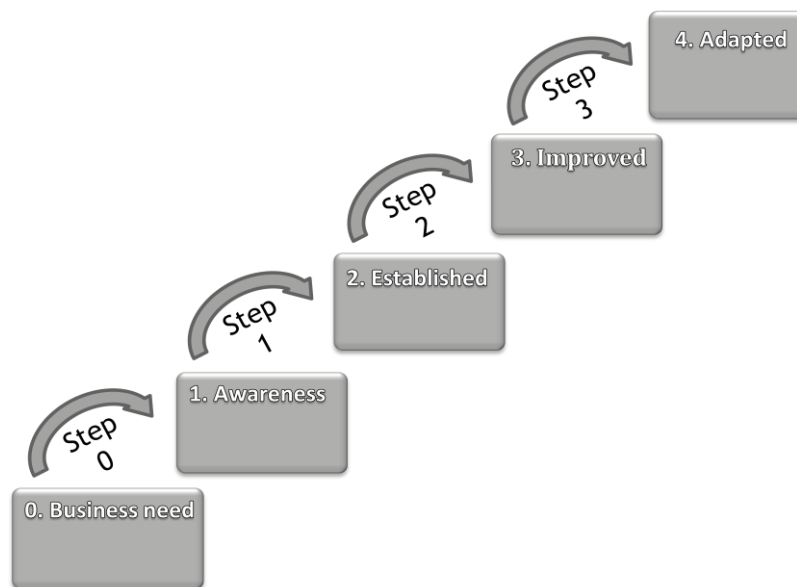 4. Adapted
Step
3
3. Improved
Step
2
2. Established
Step
1
1. Awareness
Step
0
0. Business need